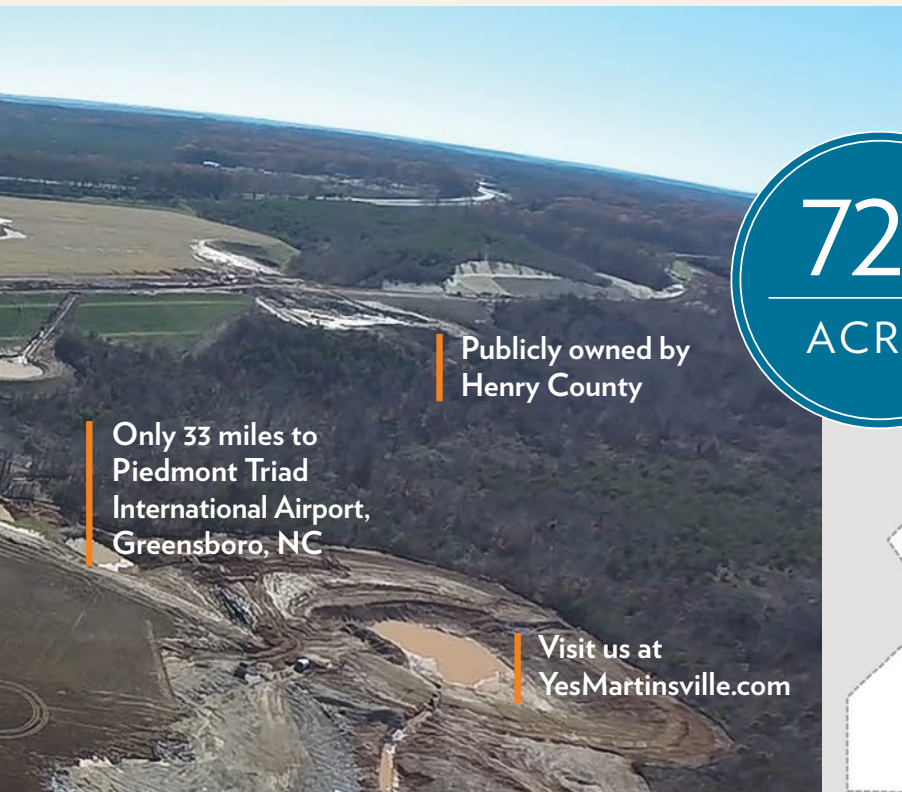 72
ACR
Publicly owned by
Henry County
Only 33 miles to
Piedmont Triad
International Airport,
Greensboro, NC
Visit us at
YesMartinsville.com